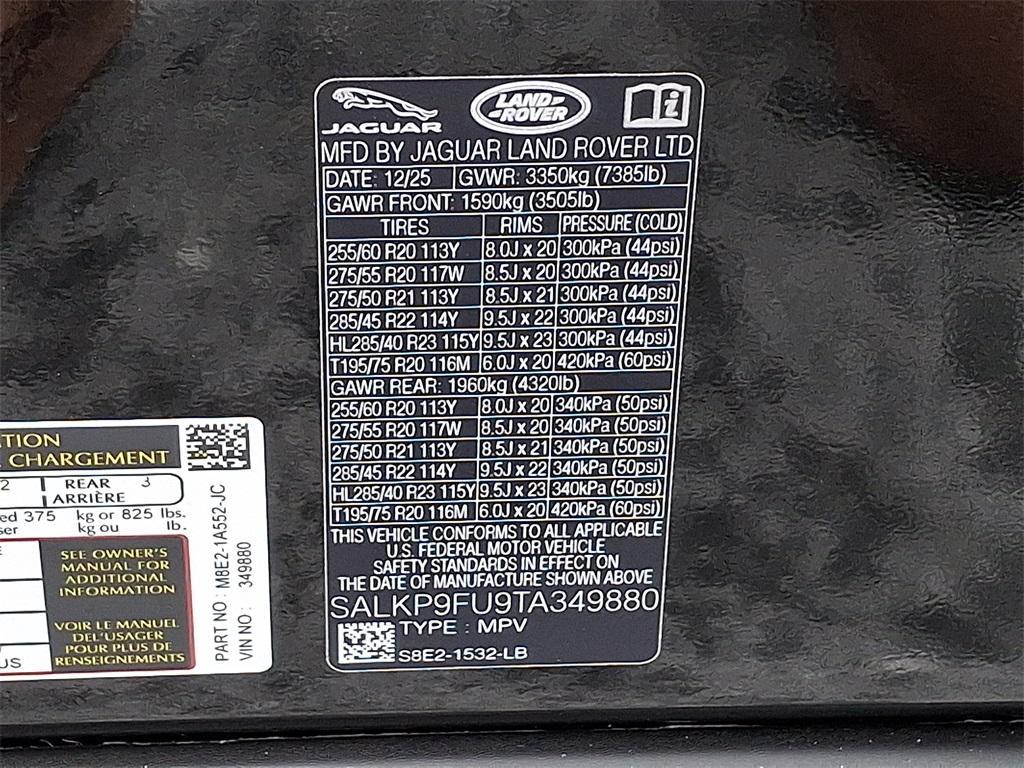 JAGUAR
LAND-
-ROVER
i
MFD BY JAGUAR LAND ROVER LTD
DATE: 12/25 GVWR: 3350kg (7385lb)
GAWR FRONT: 1590kg (3505lb)
TIRES RIMS PRESSURE (COLD)
255/60 R20 113Y 8.0J x 20 300kPa (44psi)
275/55 R20 117W 8.5J x 20 300kPa (44psi)
275/50 R21 113Y 8.5J x 21 300kPa (44psi)
285/45 R22 114Y 9.5J x 22 300kPa (44psi)
HL285/40 R23 115Y 9.5J x 23 300kPa (44psi)
T195/75 R20 116M 6.0J x 20 420kPa (60psi)
GAWR REAR: 1960kg (4320lb)
255/60 R20 113Y 8.0J x 20 340kPa (50psi)
275/55 R20 117W 8.5J x 20 340kPa (50psi)
275/50 R21 113Y 8.5J x 21 340kPa (50psi)
285/45 R22 114Y 9.5J x 22 340kPa (50psi)
HL285/40 R23 115Y 9.5J x 23 340kPa (50psi)
T195/75 R20 116M 6.0J x 20 420kPa (60psi)
THIS VEHICLE CONFORMS TO ALL APPLICABLE
U.S. FEDERAL MOTOR VEHICLE
SAFETY STANDARDS IN EFFECT ON
THE DATE OF MANUFACTURE SHOWN ABOVE
SALKP9FU9TA349880
TYPE : MPV
S8E2-1532-LB
CHARGEMENT
2 REAR 3
ARRIÈRE
375 kg or 825 lbs.
kg ou lb.
SEE OWNER'S
MANUAL FOR
ADDITIONAL
INFORMATION
VOIR LE MANUEL
DEL'USAGER
POUR PLUS DE
RENSEIGNEMENTS
PART NO : M8E2-1A552-JC
VIN NO : 349880